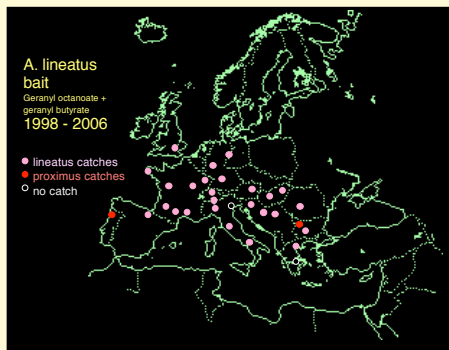 A. lineatus
bait
Geranyl octanoate +
geranyl butyrate
1998 - 2006
lineatus catches
proximus catches
no catch